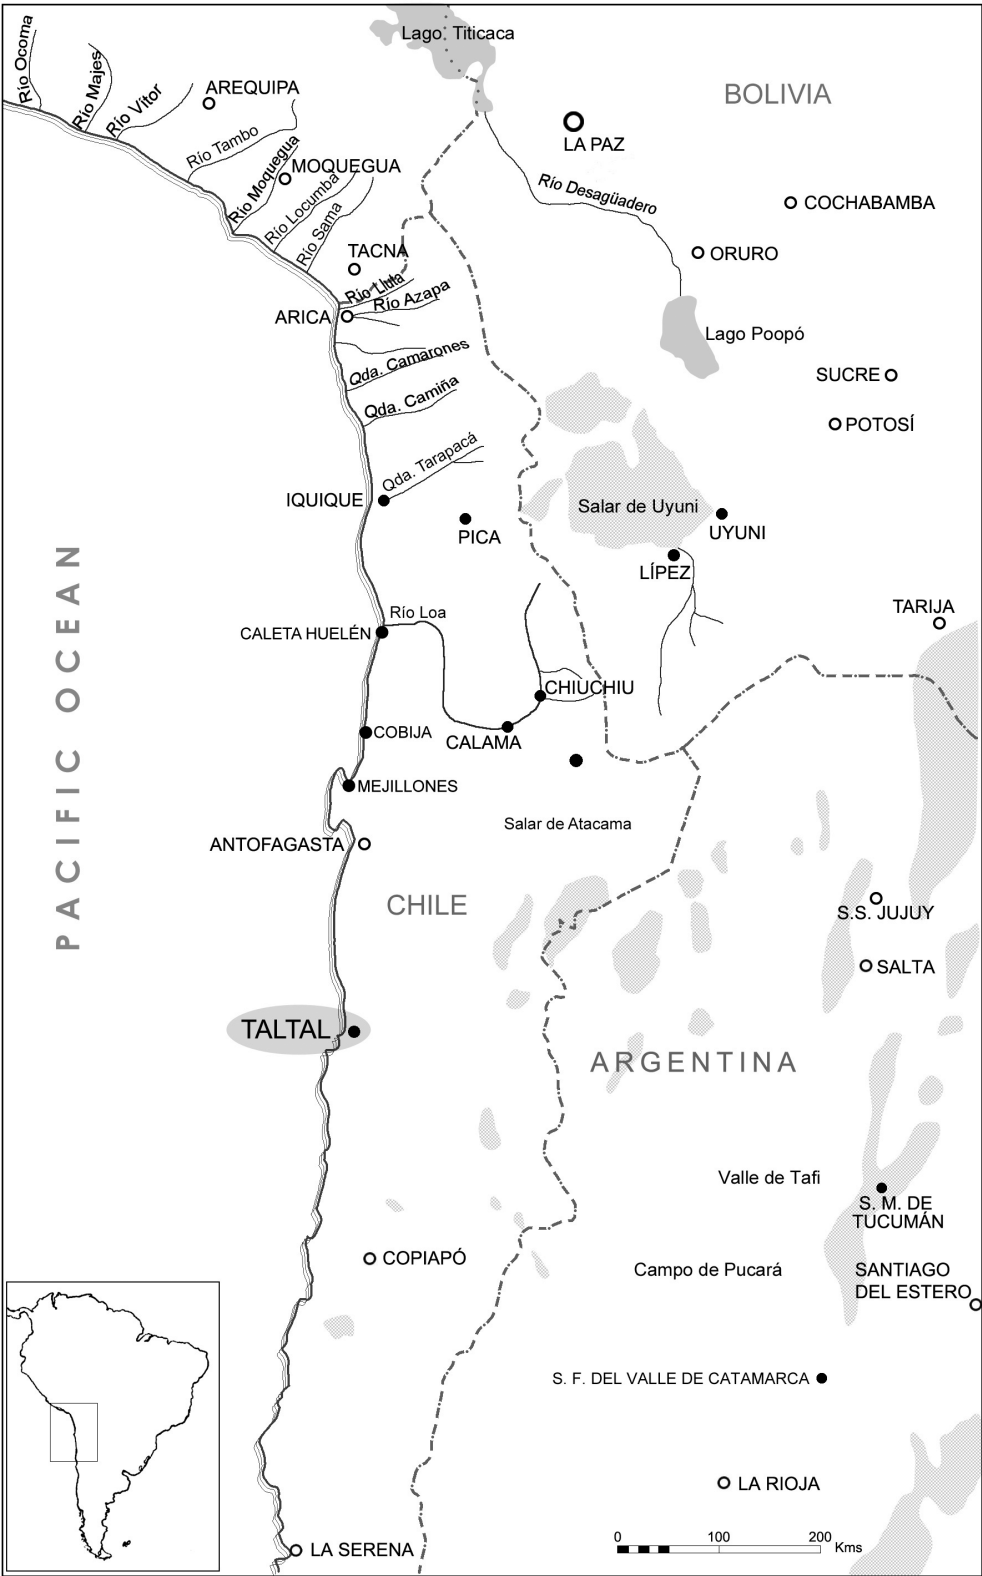 Lago Titicaca
Río Ocoma
Río Majes
Río Vitor
AREQUIPA
BOLIVIA
LA PAZ
Río Tambo
Río Moquegua
MOQUEGUA
Río Locumba
Río Sama
Río Desagüadero
COCHABAMBA
TACNA
ORURO
Río Lluta
Río Azapa
ARICA
Lago Poopó
Qda. Camarones
SUCRE
Qda. Camiña
POTOSÍ
Qda. Tarapacá
IQUIQUE
Salar de Uyuni
PICA
UYUNI
LÍPEZ
PACIFIC OCEAN
Río Loa
TARIJA
CALETA HUELÉN
CHIUCHIU
COBIJA
CALAMA
MEJILLONES
Salar de Atacama
ANTOFAGASTA
CHILE
S.S. JUJUY
SALTA
TALTAL
ARGENTINA
Valle de Tafi
S. M. DE
TUCUMÁN
COPIAPÓ
Campo de Pucará
SANTIAGO
DEL ESTERO
S. F. DEL VALLE DE CATAMARCA
LA RIOJA
LA SERENA
0 100 200
Kms